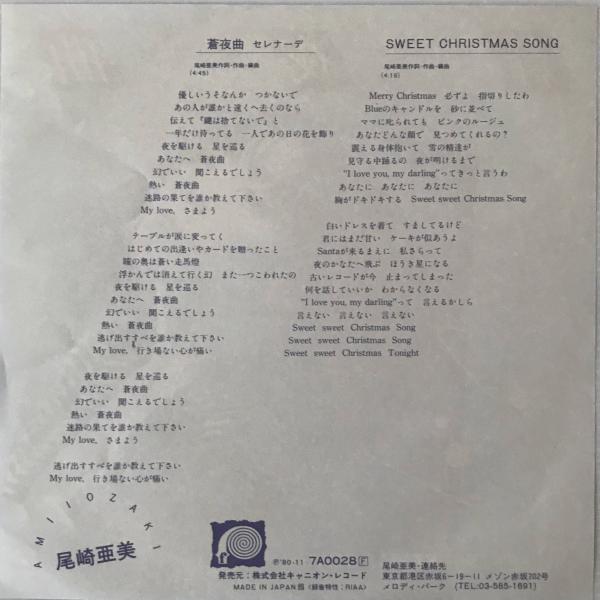 蒼夜曲 セレナーデ
尾崎亜美作詞・作曲・編曲
(4:45)
優しいうそなんか つかないで
あの人が誰かと遠くへ去くのなら
伝えて『鍵は捨てないで』と
一年だけ待ってる 一人であの日の花を飾り
夜を駆ける 星を巡る
あなたへ 蒼夜曲
幻でいい 聞こえるでしょう
熱い 蒼夜曲
迷路の果てを誰か教えて下さい
My love, さまよう
テーブルが涙に変ってく
はじめての出逢いやカードを贈ったこと
瞳の奥は蒼い走馬燈
浮かんでは消えて行く幻 また一つこわれたの
夜を駆ける 星を巡る
あなたへ 蒼夜曲
幻でいい 聞こえるでしょう
熱い 蒼夜曲
逃げ出すすべを誰か教えて下さい
My love, 行き場ない心が痛い
夜を駆ける 星を巡る
あなたへ 蒼夜曲
幻でいい 聞こえるでしょう
熱い 蒼夜曲
迷路の果てを誰か教えて下さい
My love, さまよう
逃げ出すすべを誰か教えて下さい
My love, 行き場ない心が痛い
SWEET CHRISTMAS SONG
尾崎亜美作詞・作曲・編曲
(4:16)
Merry Christmas 必ずよ 指切りしたわ
Blueのキャンドルを 砂に並べて
ママに叱られても ピンクのルージュ
あなたどんな顔で 見つめてくれるの？
震える身体抱いて 雪の精達が
見守る中踊るの 夜が明けるまで
"I love you, my darling"ってきっと言うわ
あなたに あなたに あなたに
胸がドキドキする Sweet sweet Christmas Song
白いドレスを着て すましてるけど
君にはまだ甘い ケーキが似あうよ
Santaが来るまえに 私さらって
夜のかなたへ飛ぶ ほうき星になる
古いレコードが今 止まってしまった
何を話していいか わからなくなる
"I love you, my darling"って 言えるかしら
言えない 言えない 言えない
Sweet sweet Christmas Song
Sweet sweet Christmas Song
Sweet sweet Christmas Tonight
AMII OZAKI
尾崎亜美
f
℗'80・11 7A0028 F
発売元：株式会社キャニオン・レコード
MADE IN JAPAN (録音特性：RIAA)
尾崎亜美・連絡先
東京都港区赤坂6-19-11 メゾン赤坂702号
メロディ・パーク (TEL:03-585-1691)